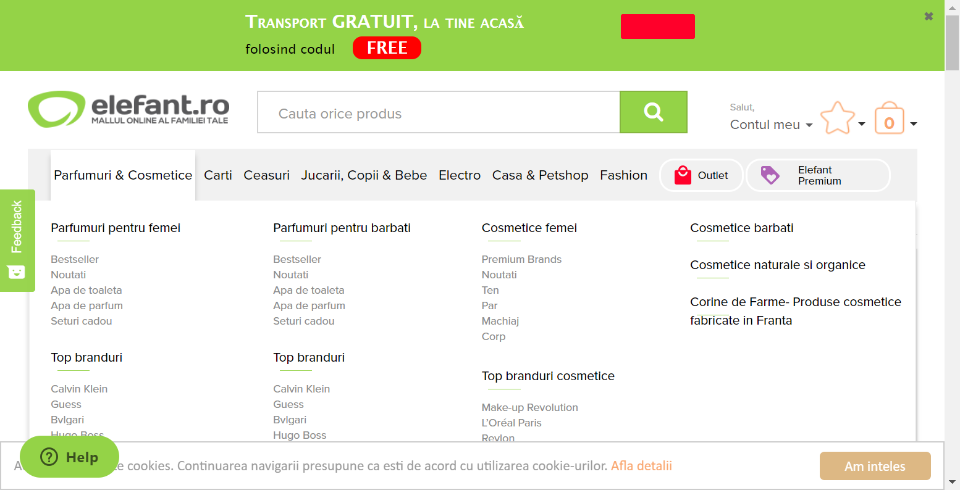 Transport GRATUIT, la tine acasă
folosind codul FREE
elefant.ro
MALLUL ONLINE AL FAMILIEI TALE
Cauta orice produs
Salut,
Contul meu
0
Parfumuri & Cosmetice Carti Ceasuri Jucarii, Copii & Bebe Electro Casa & Petshop Fashion Outlet Elefant Premium
Feedback
Parfumuri pentru femei
Bestseller
Noutati
Apa de toaleta
Apa de parfum
Seturi cadou
Top branduri
Calvin Klein
Guess
Bvlgari
Hugo Boss
Parfumuri pentru barbati
Bestseller
Noutati
Apa de toaleta
Apa de parfum
Seturi cadou
Top branduri
Calvin Klein
Guess
Bvlgari
Hugo Boss
Cosmetice femei
Premium Brands
Noutati
Ten
Par
Machiaj
Corp
Top branduri cosmetice
Make-up Revolution
L'Oréal Paris
Revlon
Cosmetice barbati
Cosmetice naturale si organice
Corine de Farme- Produse cosmetice
fabricate in Franta
Help
cookies. Continuarea navigarii presupune ca esti de acord cu utilizarea cookie-urilor. Afla detalii
Am inteles